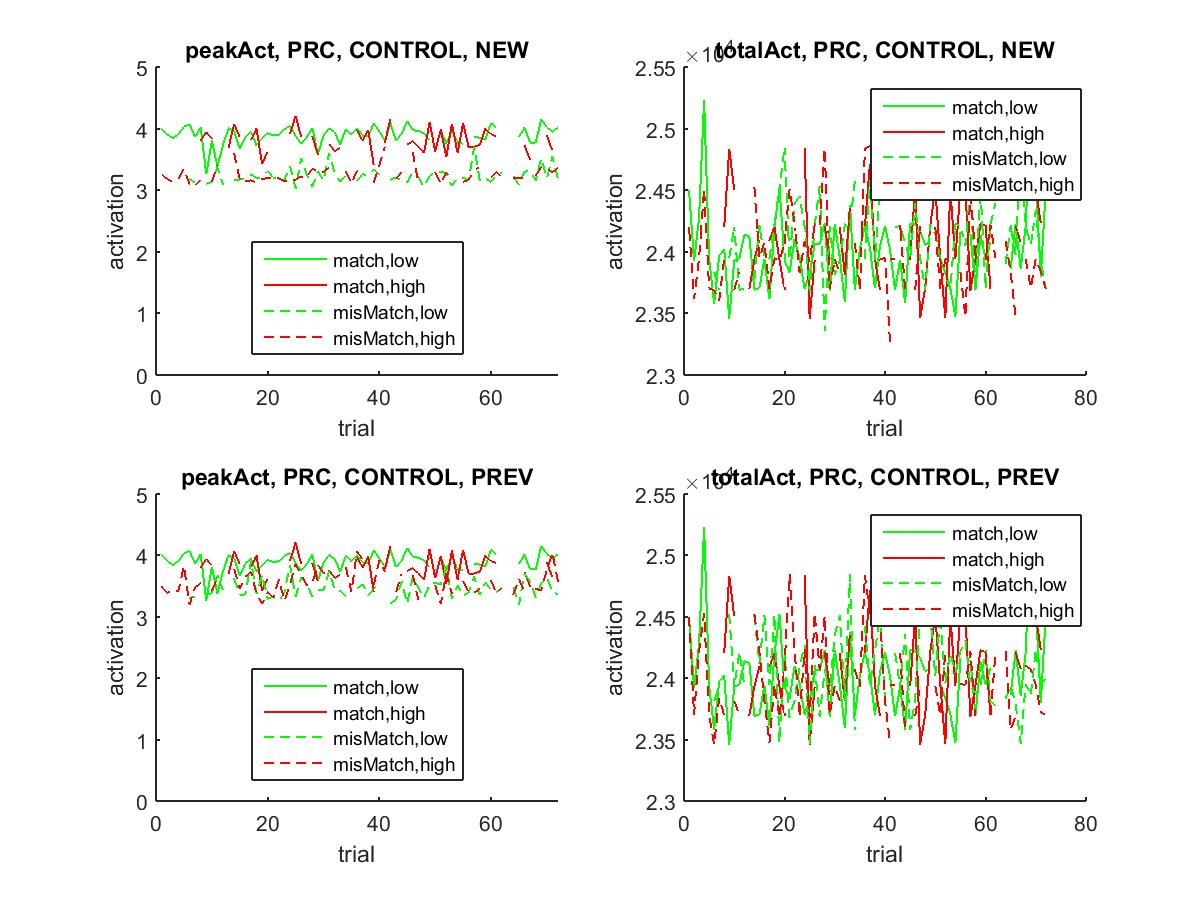 peakAct, PRC, CONTROL, NEW
5
4
3
2
1
0
activation
0 20 40 60
trial
match,low
match,high
misMatch,low
misMatch,high
totalAct, PRC, CONTROL, NEW
2.55
2.5
2.45
2.4
2.35
2.3
activation
0 20 40 60 80
trial
match,low
match,high
misMatch,low
misMatch,high
peakAct, PRC, CONTROL, PREV
5
4
3
2
1
0
activation
0 20 40 60
trial
match,low
match,high
misMatch,low
misMatch,high
×10⁴
totalAct, PRC, CONTROL, PREV
2.55
2.5
2.45
2.4
2.35
2.3
activation
0 20 40 60 80
trial
match,low
match,high
misMatch,low
misMatch,high